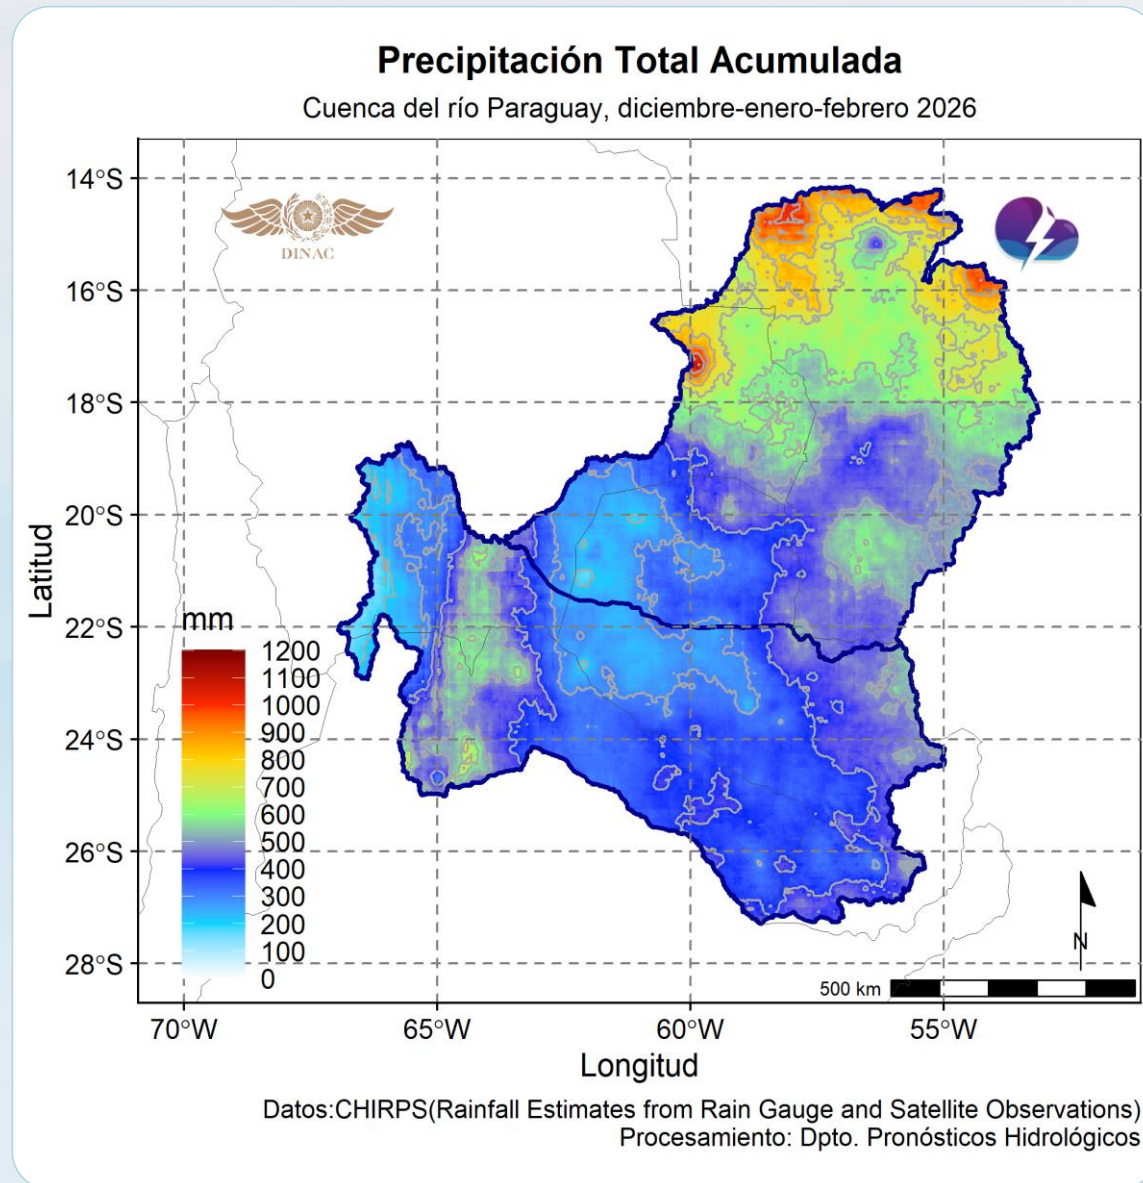 Precipitación Total Acumulada
Cuenca del río Paraguay, diciembre-enero-febrero 2026
14°S
DINAC
16°S
18°S
20°S
Latitud
22°S
mm
1200
1100
1000
900
24°S
800
700
600
500
26°S
400
300
200
100
N
28°S
0
500 km
70°W 65°W 60°W 55°W
Longitud
Datos:CHIRPS(Rainfall Estimates from Rain Gauge and Satellite Observations)
Procesamiento: Dpto. Pronósticos Hidrológicos